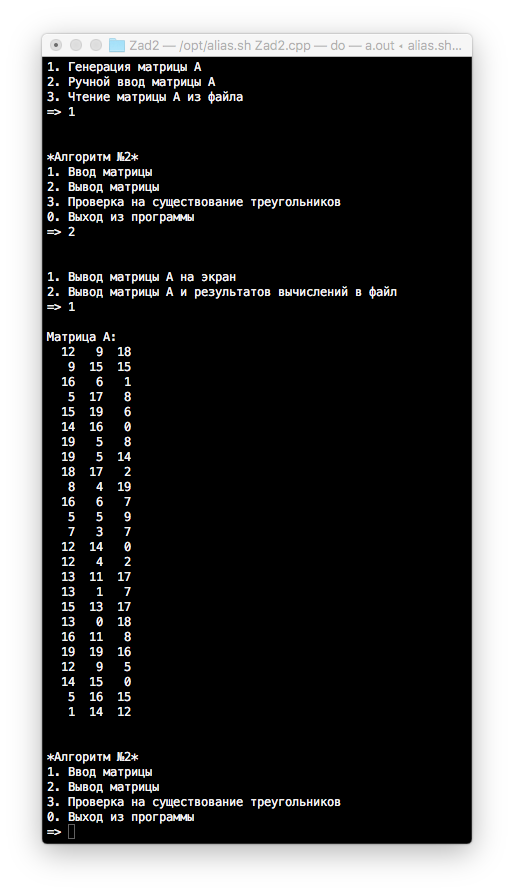 Zad2 — /opt/alias.sh Zad2.cpp — do — a.out ◂ alias.sh...
1. Генерация матрицы A
2. Ручной ввод матрицы A
3. Чтение матрицы A из файла
=> 1
*Алгоритм №2*
1. Ввод матрицы
2. Вывод матрицы
3. Проверка на существование треугольников
0. Выход из программы
=> 2
1. Вывод матрицы A на экран
2. Вывод матрицы A и результатов вычислений в файл
=> 1
Матрица A:
12 9 18
9 15 15
16 6 1
5 17 8
15 19 6
14 16 0
19 5 8
19 5 14
18 17 2
8 4 19
16 6 7
5 5 9
7 3 7
12 14 0
12 4 2
13 11 17
13 1 7
15 13 17
13 0 18
16 11 8
19 19 16
12 9 5
14 15 0
5 16 15
1 14 12
*Алгоритм №2*
1. Ввод матрицы
2. Вывод матрицы
3. Проверка на существование треугольников
0. Выход из программы
=>